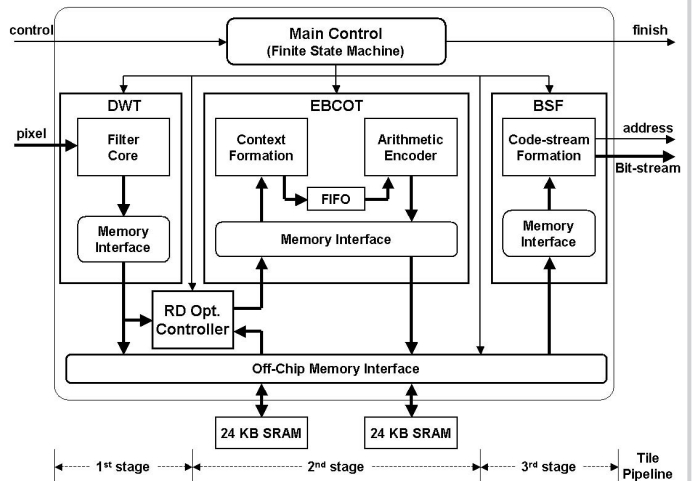 control
Main Control
(Finite State Machine)
finish
DWT
EBCOT
BSF
pixel
Filter
Core
Context
Formation
Arithmetic
Encoder
Code-stream
Formation
address
Bit-stream
FIFO
Memory
Interface
Memory Interface
Memory
Interface
RD Opt.
Controller
Off-Chip Memory Interface
24 KB SRAM
24 KB SRAM
1st stage
2nd stage
3rd stage
Tile
Pipeline